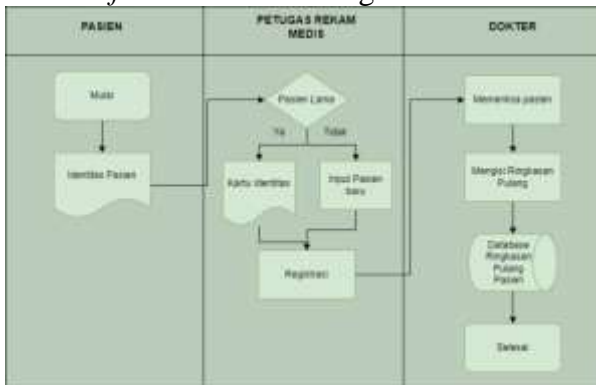 PASIEN
PETUGAS REKAM
MEDIS
DOKTER
Mulai
Identitas Pasien
Pasien Lama
Ya
Tidak
Kartu Identitas
Input Pasien
baru
Registrasi
Memeriksa pasien
Mengisi Ringkasan
Pulang
Database
Ringkasan
Pulang
Pasien
Selesai